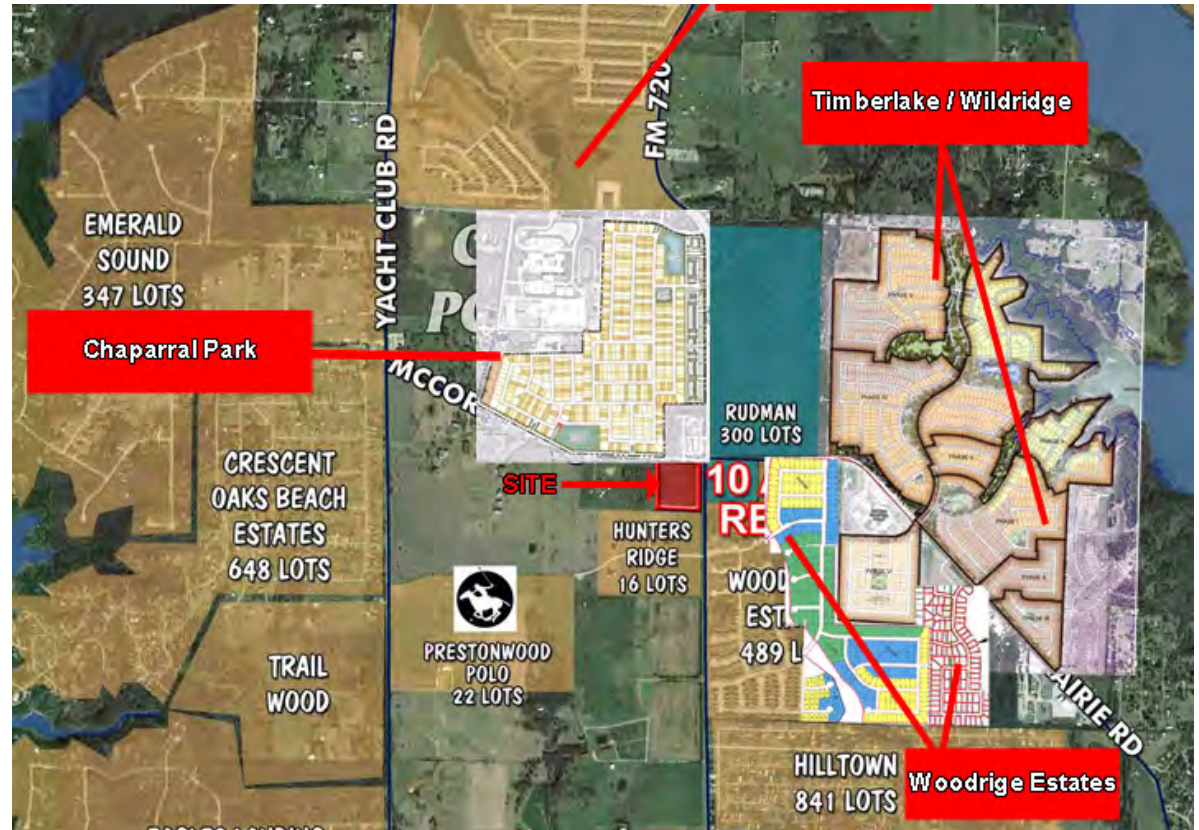 FM 720
Timberlake / Wildridge
YACHT CLUB RD
EMERALD
SOUND
347 LOTS
Chaparral Park
MCCOR
RUDMAN
300 LOTS
CRESCENT
OAKS BEACH
ESTATES
648 LOTS
SITE
10
RE
HUNTERS
RIDGE
16 LOTS
WOOD
EST
489 L
PRESTONWOOD
POLO
22 LOTS
TRAIL
WOOD
AIRIE RD
HILLTOWN
841 LOTS
Woodrige Estates